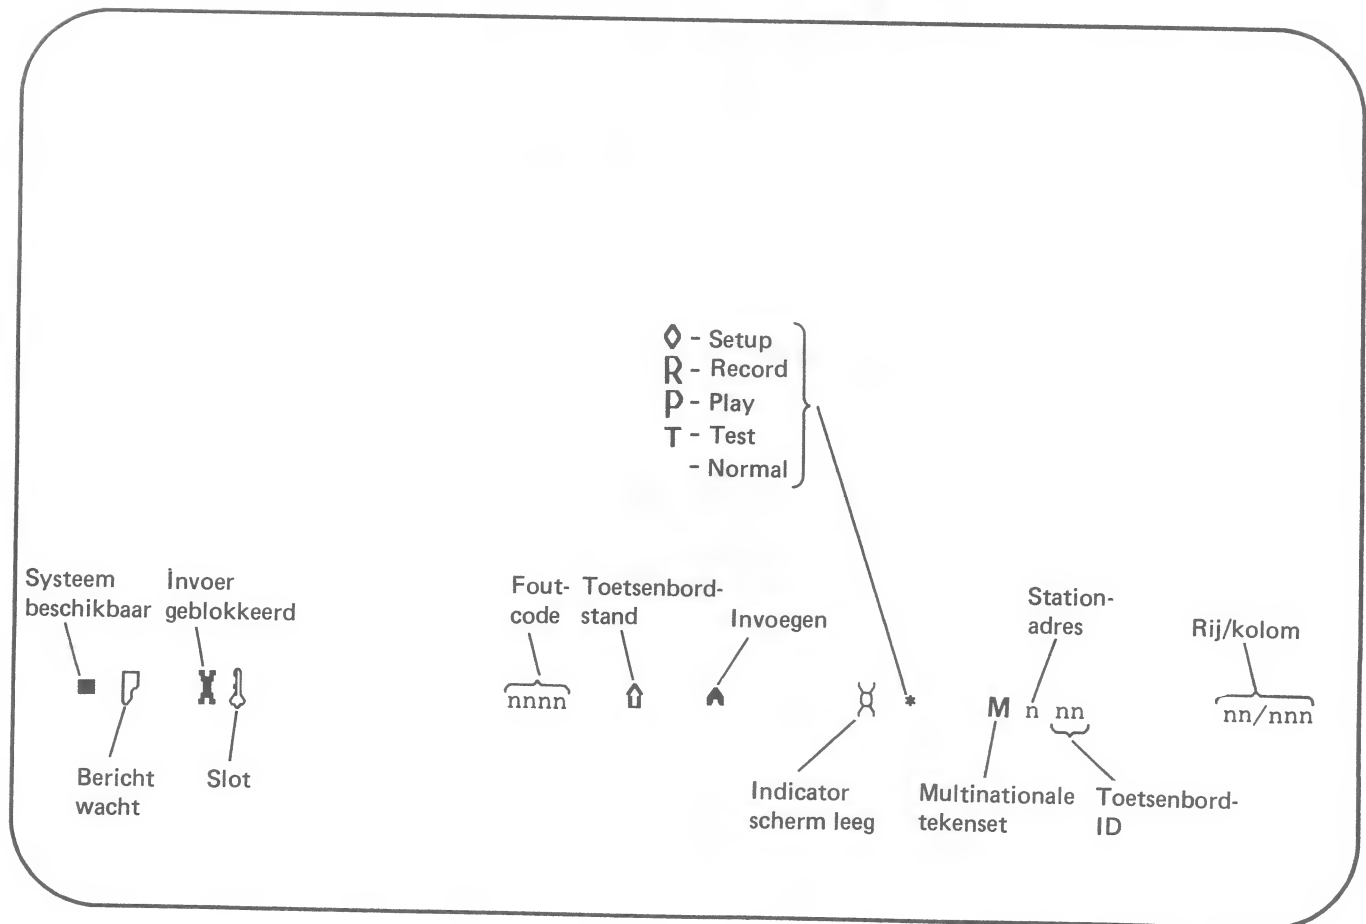 ◊ - Setup
R - Record
P - Play
T - Test
- Normal
Systeem
beschikbaar
Invoer
geblokkeerd
Fout-
code
Toetsenbord-
stand
Invoegen
Station-
adres
Rij/kolom
nnnn
*
M n nn
nn/nnn
Bericht
wacht
Slot
Indicator
scherm leeg
Multinationale
tekenset
Toetsenbord-
ID